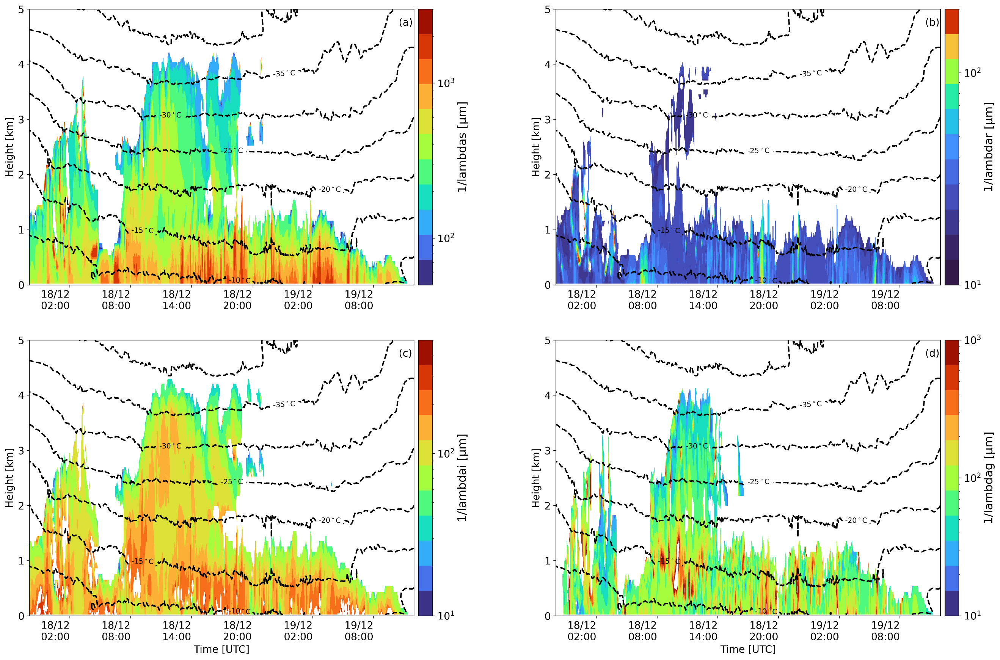 (a)
5
4
3
2
1
0
Height [km]
-35°C
-30°C
-25°C
-20°C
-15°C
-10°C
18/12 18/12 18/12 18/12 19/12 19/12
02:00 08:00 14:00 20:00 02:00 08:00
10³
10²
1/lambdas [µm]
(b)
5
4
3
2
1
0
Height [km]
-35°C
-30°C
-25°C
-20°C
-15°C
-10°C
18/12 18/12 18/12 18/12 19/12 19/12
02:00 08:00 14:00 20:00 02:00 08:00
10²
10¹
1/lambdar [µm]
(c)
5
4
3
2
1
0
Height [km]
-35°C
-30°C
-25°C
-20°C
-15°C
-10°C
18/12 18/12 18/12 18/12 19/12 19/12
02:00 08:00 14:00 20:00 02:00 08:00
Time [UTC]
10²
10¹
1/lambdai [µm]
(d)
5
4
3
2
1
0
Height [km]
-35°C
-30°C
-25°C
-20°C
-15°C
-10°C
18/12 18/12 18/12 18/12 19/12 19/12
02:00 08:00 14:00 20:00 02:00 08:00
Time [UTC]
10³
10²
10¹
1/lambdag [µm]